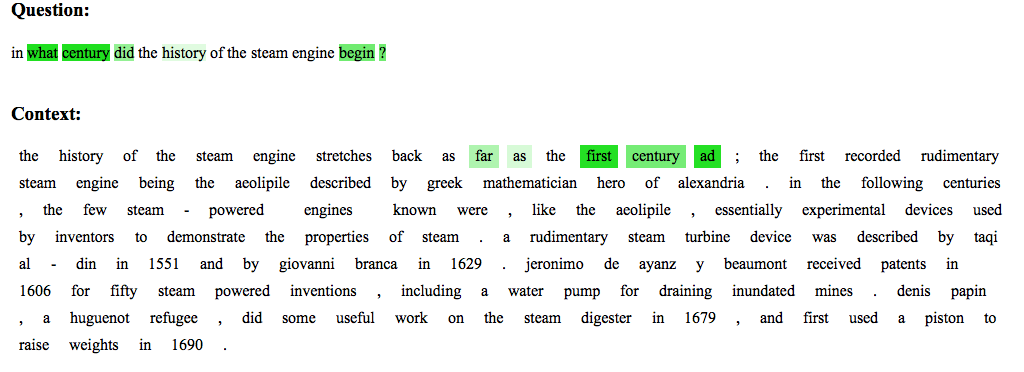 Question:
in what century did the history of the steam engine begin ?
Context:
the history of the steam engine stretches back as far as the first century ad ; the first recorded rudimentary
steam engine being the aeolipile described by greek mathematician hero of alexandria . in the following centuries
, the few steam - powered engines known were , like the aeolipile , essentially experimental devices used
by inventors to demonstrate the properties of steam . a rudimentary steam turbine device was described by taqi
al - din in 1551 and by giovanni branca in 1629 . jeronimo de ayanz y beaumont received patents in
1606 for fifty steam powered inventions , including a water pump for draining inundated mines . denis papin
, a huguenot refugee , did some useful work on the steam digester in 1679 , and first used a piston to
raise weights in 1690 .